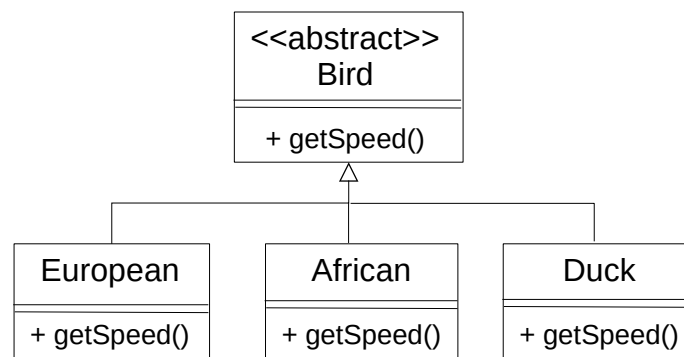 <<abstract>>
Bird
+ getSpeed()
European
+ getSpeed()
African
+ getSpeed()
Duck
+ getSpeed()